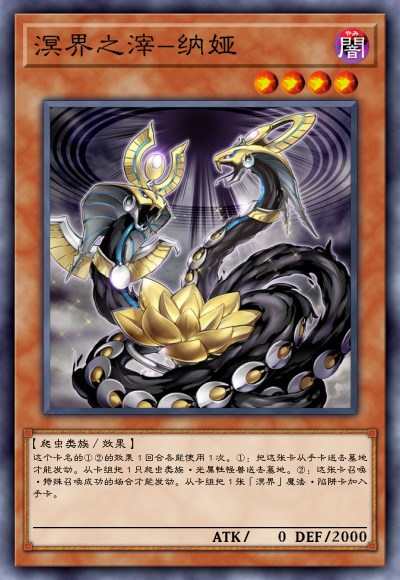 溟界之滓-纳娅
闇
やみ
【爬虫类族／效果】
这个卡名的①②的效果1回合各能使用1次。①：把这张卡从手卡送去墓地
才能发动。从卡组把1只爬虫类族·光属性怪兽送去墓地。②：这张卡召唤
·特殊召唤成功的场合才能发动。从卡组把1张「溟界」魔法·陷阱卡加入
手卡。
ATK/ 0 DEF/2000